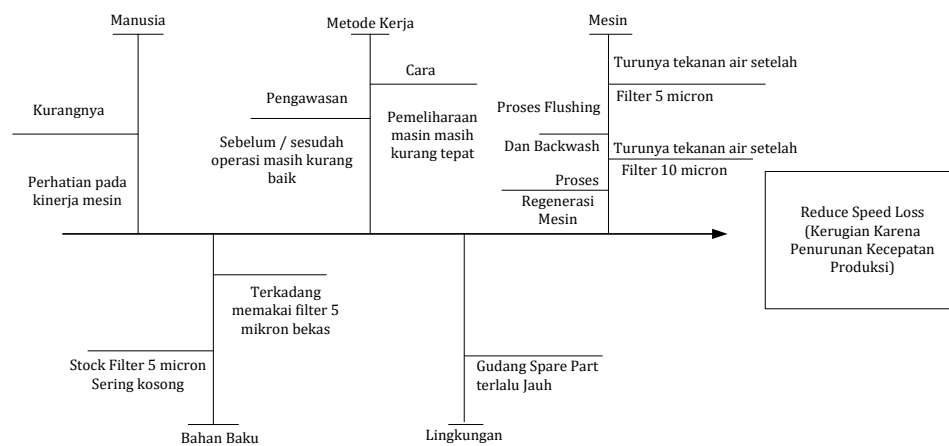 Manusia
Kurangnya
Perhatian pada
kinerja mesin
Metode Kerja
Pengawasan
Sebelum / sesudah
operasi masih kurang
baik
Cara
Pemeliharaan
masin masih
kurang tepat
Mesin
Turunya tekanan air setelah
Filter 5 micron
Proses Flushing
Dan Backwash
Turunya tekanan air setelah
Filter 10 micron
Proses
Regenerasi
Mesin
Reduce Speed Loss
(Kerugian Karena
Penurunan Kecepatan
Produksi)
Terkadang
memakai filter 5
mikron bekas
Stock Filter 5 micron
Sering kosong
Bahan Baku
Gudang Spare Part
terlalu Jauh
Lingkungan